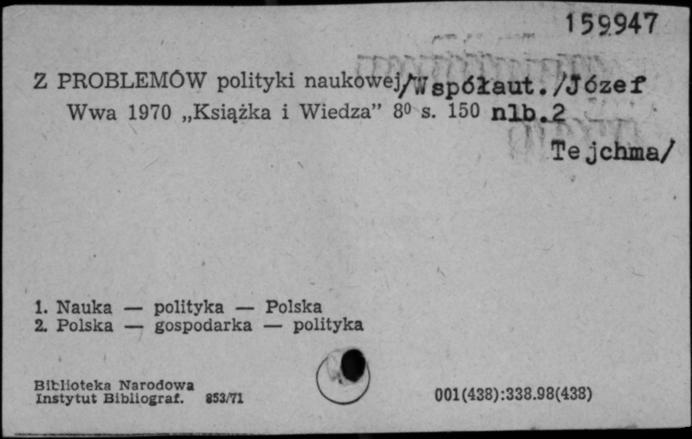 159947
Z PROBLEMÓW polityki naukowej/Współaut./Józef
Wwa 1970 „Książka i Wiedza” 8⁰ s. 150 nlb.2
Tejchma/
1. Nauka — polityka — Polska
2. Polska — gospodarka — polityka
Biblioteka Narodowa
Instytut Bibliograf. 853/71
001(438):338.98(438)